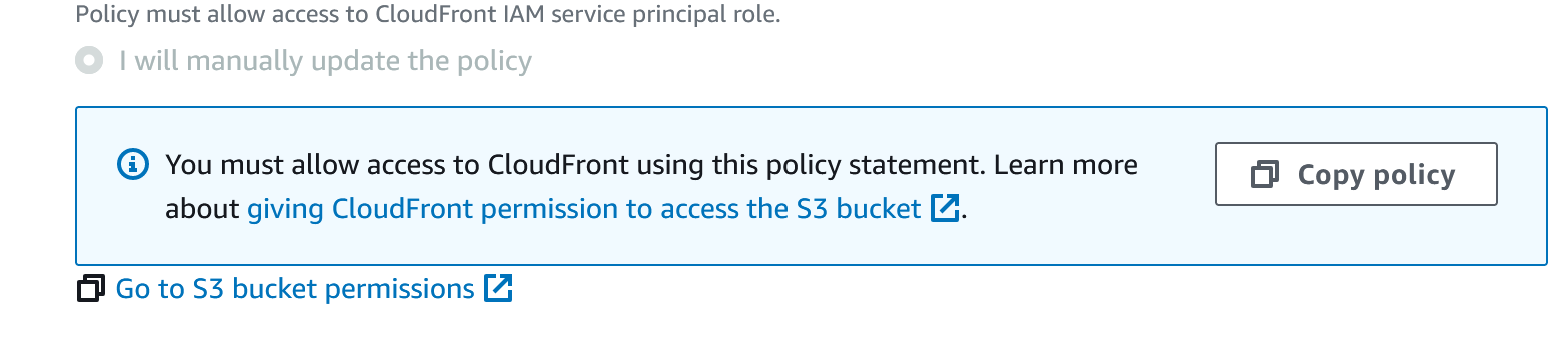 Policy must allow access to CloudFront IAM service principal role.
I will manually update the policy
You must allow access to CloudFront using this policy statement. Learn more
about giving CloudFront permission to access the S3 bucket.
Copy policy
Go to S3 bucket permissions